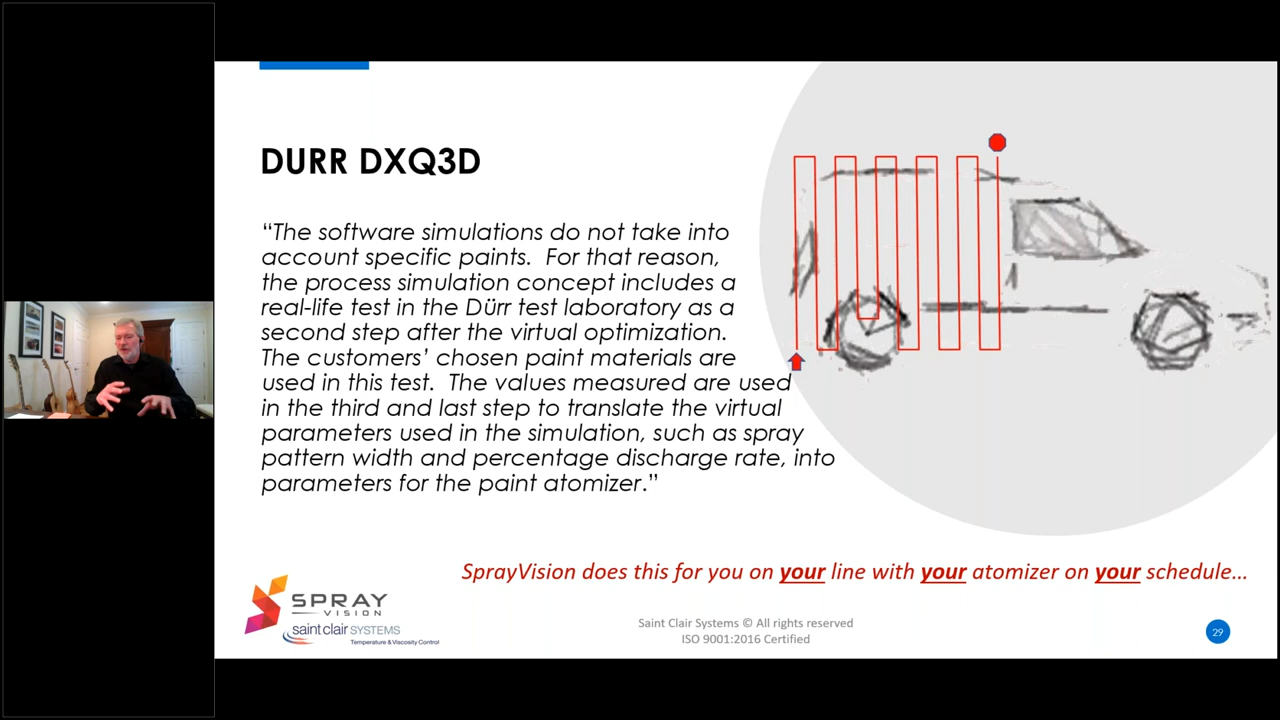 DURR DXQ3D
“The software simulations do not take into
account specific paints. For that reason,
the process simulation concept includes a
real-life test in the Dürr test laboratory as a
second step after the virtual optimization.
The customers’ chosen paint materials are
used in this test. The values measured are used
in the third and last step to translate the virtual
parameters used in the simulation, such as spray
pattern width and percentage discharge rate, into
parameters for the paint atomizer.”
SprayVision does this for you on your line with your atomizer on your schedule...
SPRAY
VISION
saint clair SYSTEMS
Temperature & Viscosity Control
Saint Clair Systems © All rights reserved
ISO 9001:2016 Certified
29